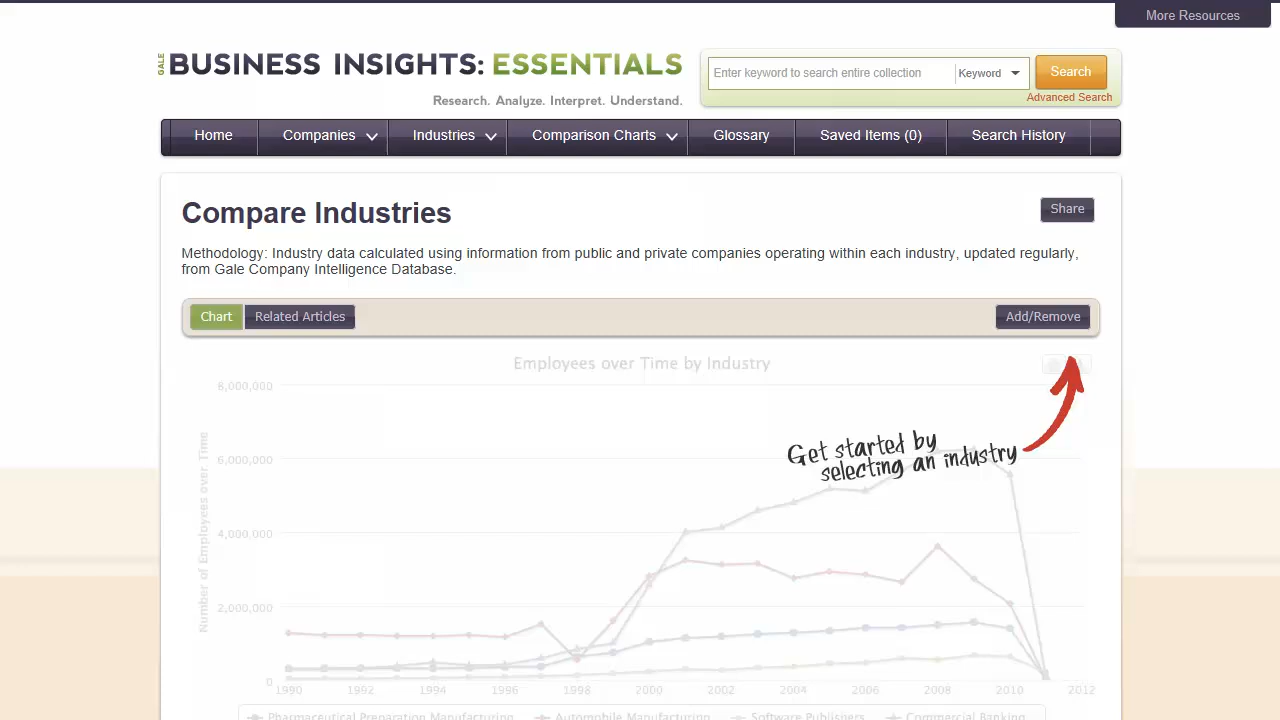 More Resources
GALE BUSINESS INSIGHTS: ESSENTIALS
Research. Analyze. Interpret. Understand.
Enter keyword to search entire collection
Keyword
Search
Advanced Search
Home
Companies
Industries
Comparison Charts
Glossary
Saved Items (0)
Search History
Compare Industries
Share
Methodology: Industry data calculated using information from public and private companies operating within each industry, updated regularly,
from Gale Company Intelligence Database.
Chart
Related Articles
Add/Remove
Employees over Time by Industry
Get started by
selecting an industry
Number of Employees over Time
8,000,000
6,000,000
4,000,000
2,000,000
0
1990 1992 1994 1996 1998 2000 2002 2004 2006 2008 2010 2012
Pharmaceutical Preparation Manufacturing Automobile Manufacturing Software Publishers Commercial Banking